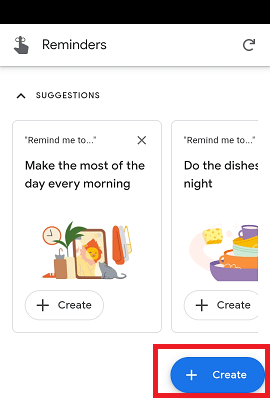 Reminders
SUGGESTIONS
"Remind me to..."
Make the most of the
day every morning
+ Create
"Remind me to..."
Do the dishes
night
+ Create
+ Create